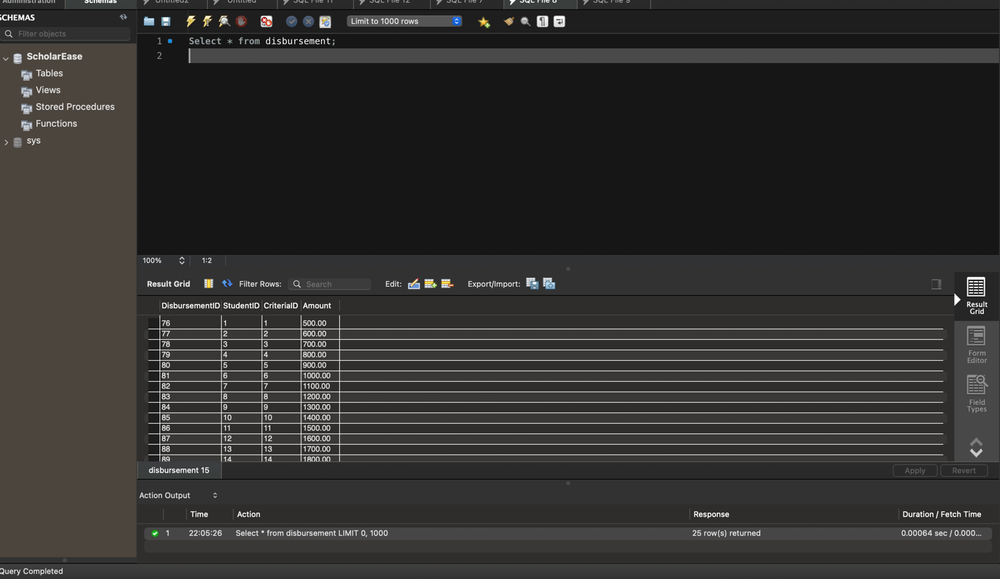 Administration Schemas Untitled2 Untitled SQL File 11 SQL File 12 SQL File 7 SQL File 8 SQL File 9
SCHEMAS
Filter objects
ScholarEase
Tables
Views
Stored Procedures
Functions
sys
Limit to 1000 rows
1 Select * from disbursement;
2
100% 1:2
Result Grid Filter Rows: Search Edit: Export/Import:
DisbursementID StudentID CriteriaID Amount
76 1 1 500.00
77 2 2 600.00
78 3 3 700.00
79 4 4 800.00
80 5 5 900.00
81 6 6 1000.00
82 7 7 1100.00
83 8 8 1200.00
84 9 9 1300.00
85 10 10 1400.00
86 11 11 1500.00
87 12 12 1600.00
88 13 13 1700.00
89 14 14 1800.00
Result
Grid
Form
Editor
Field
Types
disbursement 15 Apply Revert
Action Output
Time Action Response Duration / Fetch Time
1 22:05:26 Select * from disbursement LIMIT 0, 1000 25 row(s) returned 0.00064 sec / 0.000...
Query Completed